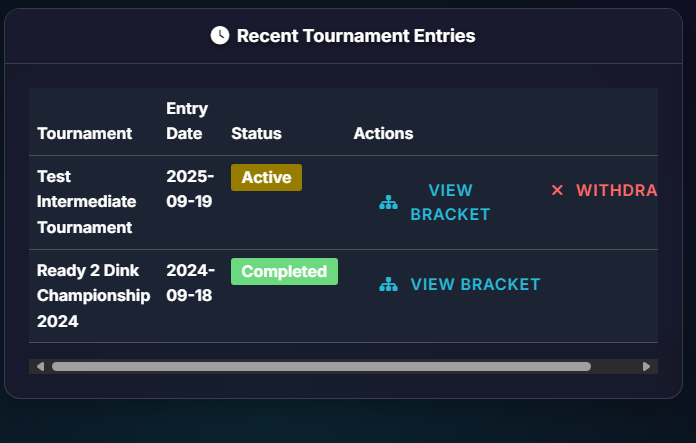 Recent Tournament Entries
Tournament Entry Date Status Actions
Test Intermediate Tournament 2025-09-19 Active VIEW BRACKET WITHDRA
Ready 2 Dink Championship 2024 2024-09-18 Completed VIEW BRACKET